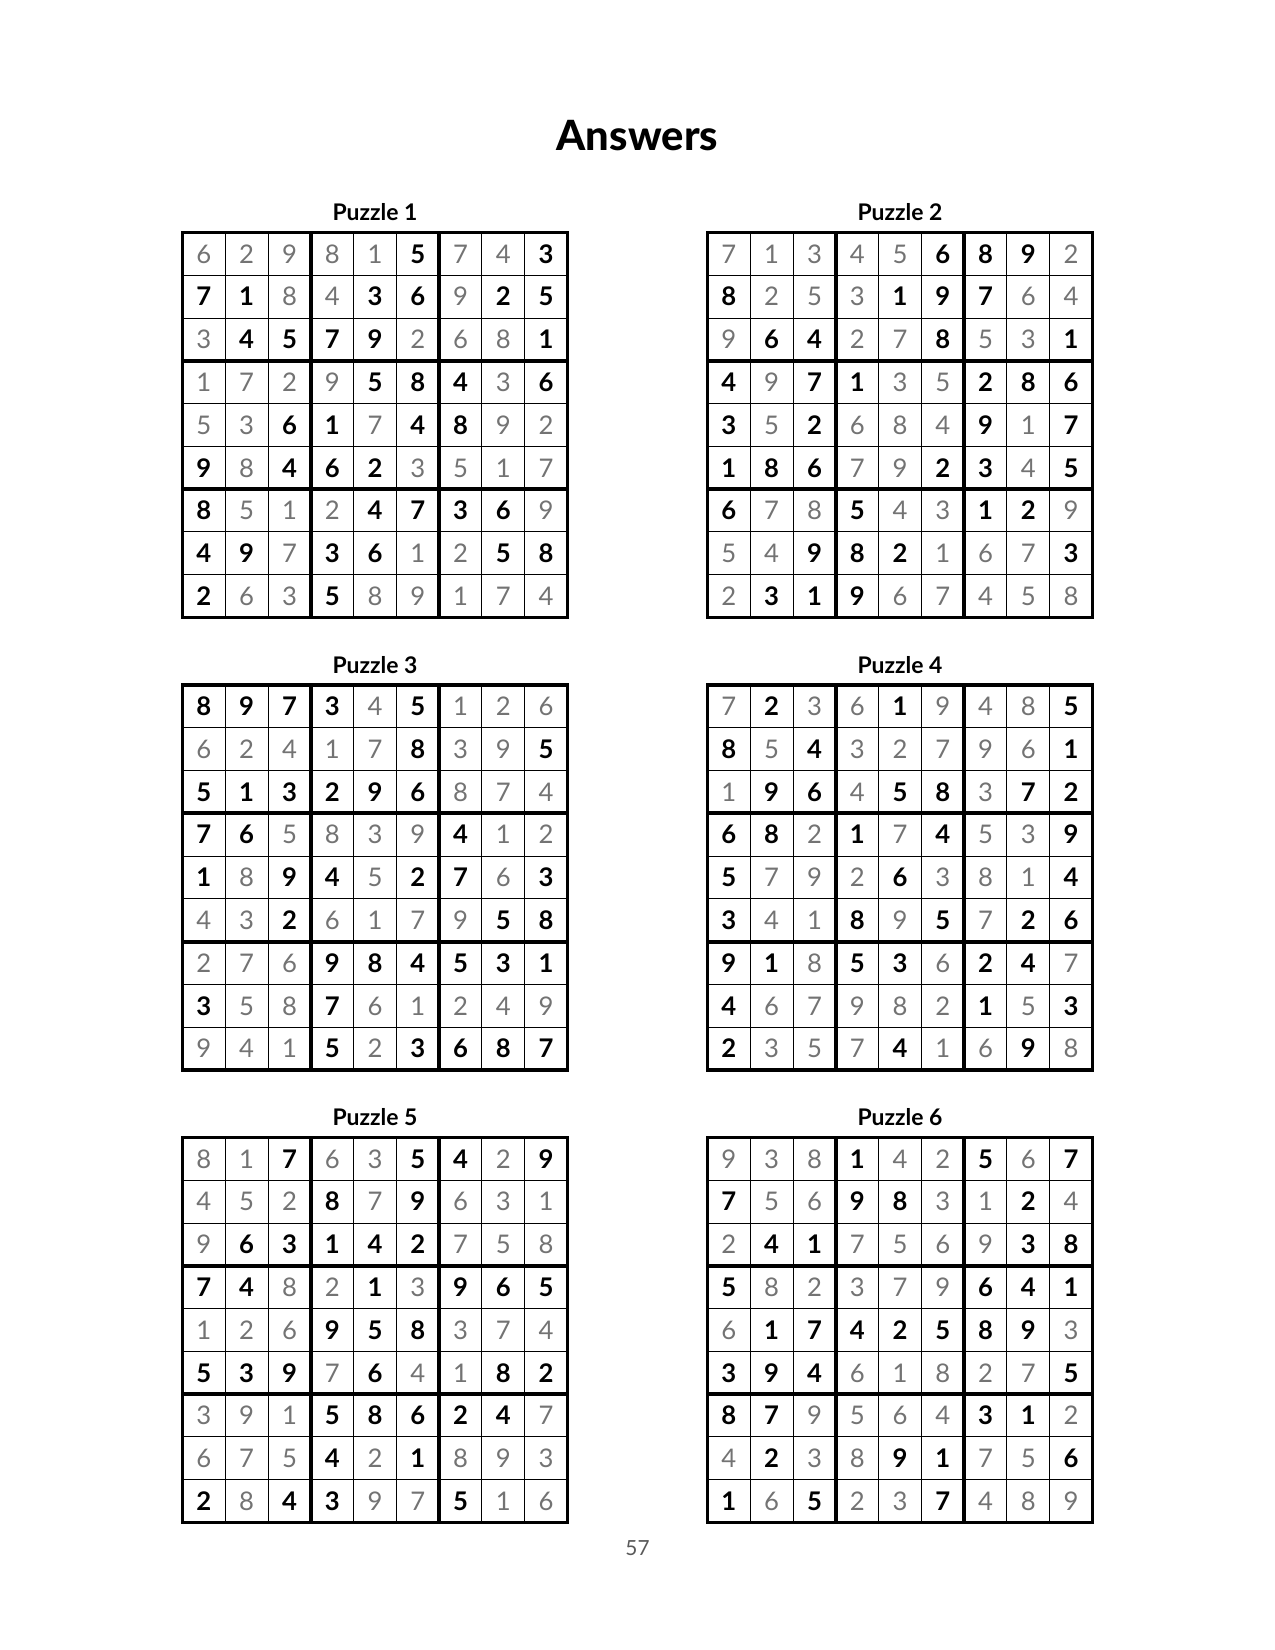 Answers
Puzzle 1
6 2 9 8 1 5 7 4 3
7 1 8 4 3 6 9 2 5
3 4 5 7 9 2 6 8 1
1 7 2 9 5 8 4 3 6
5 3 6 1 7 4 8 9 2
9 8 4 6 2 3 5 1 7
8 5 1 2 4 7 3 6 9
4 9 7 3 6 1 2 5 8
2 6 3 5 8 9 1 7 4
Puzzle 2
7 1 3 4 5 6 8 9 2
8 2 5 3 1 9 7 6 4
9 6 4 2 7 8 5 3 1
4 9 7 1 3 5 2 8 6
3 5 2 6 8 4 9 1 7
1 8 6 7 9 2 3 4 5
6 7 8 5 4 3 1 2 9
5 4 9 8 2 1 6 7 3
2 3 1 9 6 7 4 5 8
Puzzle 3
8 9 7 3 4 5 1 2 6
6 2 4 1 7 8 3 9 5
5 1 3 2 9 6 8 7 4
7 6 5 8 3 9 4 1 2
1 8 9 4 5 2 7 6 3
4 3 2 6 1 7 9 5 8
2 7 6 9 8 4 5 3 1
3 5 8 7 6 1 2 4 9
9 4 1 5 2 3 6 8 7
Puzzle 4
7 2 3 6 1 9 4 8 5
8 5 4 3 2 7 9 6 1
1 9 6 4 5 8 3 7 2
6 8 2 1 7 4 5 3 9
5 7 9 2 6 3 8 1 4
3 4 1 8 9 5 7 2 6
9 1 8 5 3 6 2 4 7
4 6 7 9 8 2 1 5 3
2 3 5 7 4 1 6 9 8
Puzzle 5
8 1 7 6 3 5 4 2 9
4 5 2 8 7 9 6 3 1
9 6 3 1 4 2 7 5 8
7 4 8 2 1 3 9 6 5
1 2 6 9 5 8 3 7 4
5 3 9 7 6 4 1 8 2
3 9 1 5 8 6 2 4 7
6 7 5 4 2 1 8 9 3
2 8 4 3 9 7 5 1 6
Puzzle 6
9 3 8 1 4 2 5 6 7
7 5 6 9 8 3 1 2 4
2 4 1 7 5 6 9 3 8
5 8 2 3 7 9 6 4 1
6 1 7 4 2 5 8 9 3
3 9 4 6 1 8 2 7 5
8 7 9 5 6 4 3 1 2
4 2 3 8 9 1 7 5 6
1 6 5 2 3 7 4 8 9
57